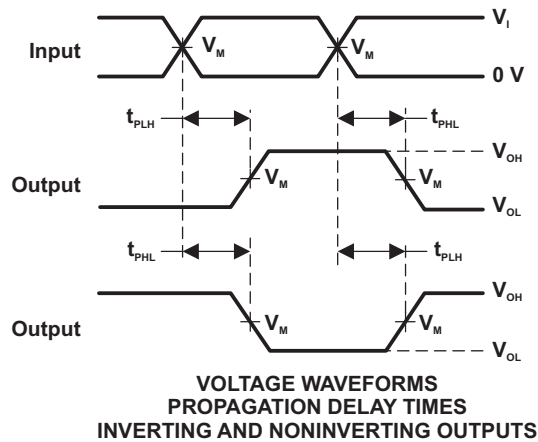 V_I
Input V_M V_M
0 V
t_PLH t_PHL
V_OH
Output V_M V_M
V_OL
t_PHL t_PLH
V_OH
Output V_M V_M
V_OL
VOLTAGE WAVEFORMS
PROPAGATION DELAY TIMES
INVERTING AND NONINVERTING OUTPUTS